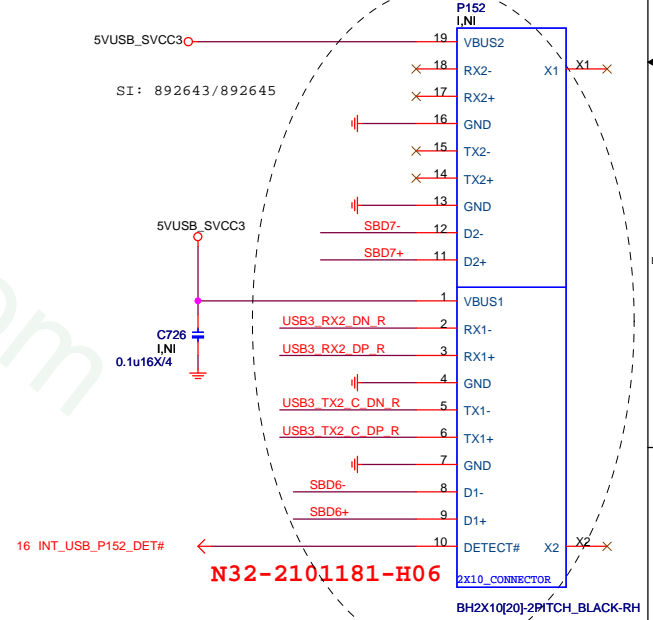 P152
I,NI
5VUSB_SVCC3
19 VBUS2
18 RX2- X1 X1
17 RX2+
SI: 892643/892645
16 GND
15 TX2-
14 TX2+
13 GND
5VUSB_SVCC3
SBD7- 12 D2-
SBD7+ 11 D2+
1 VBUS1
USB3_RX2_DN_R 2 RX1-
C726
I,NI
0.1u16X/4
USB3_RX2_DP_R 3 RX1+
4 GND
USB3_TX2_C_DN_R 5 TX1-
USB3_TX2_C_DP_R 6 TX1+
7 GND
SBD6- 8 D1-
SBD6+ 9 D1+
16 INT_USB_P152_DET# 10 DETECT# X2 X2
N32-2101181-H06
2X10_CONNECTOR
BH2X10[20]-2PITCH_BLACK-RH
om